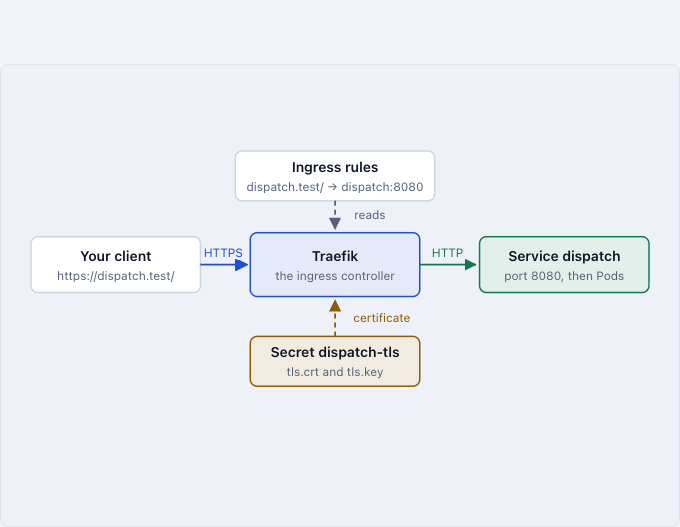 Ingress rules
dispatch.test/ → dispatch:8080
reads
Your client
https://dispatch.test/
HTTPS
Traefik
the ingress controller
HTTP
Service dispatch
port 8080, then Pods
certificate
Secret dispatch-tls
tls.crt and tls.key